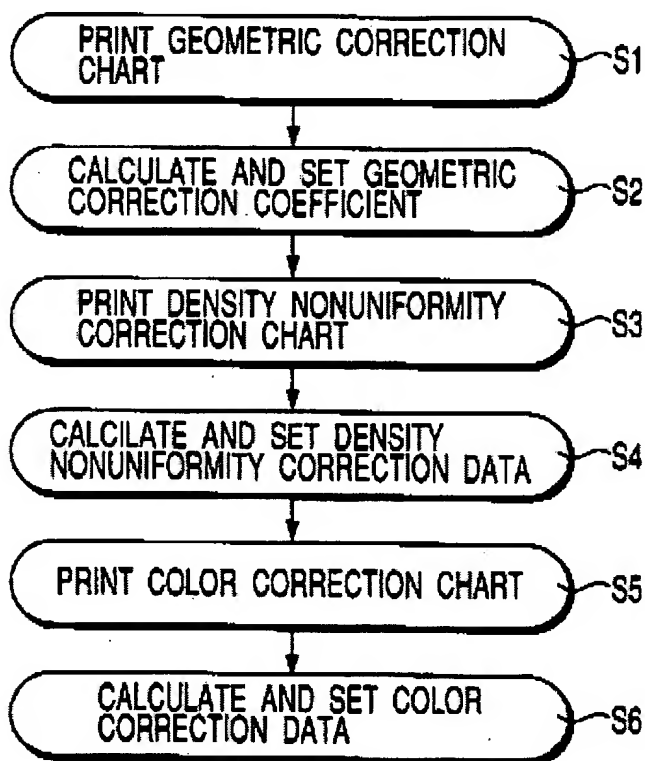 PRINT GEOMETRIC CORRECTION
CHART
S1
CALCULATE AND SET GEOMETRIC
CORRECTION COEFFICIENT
S2
PRINT DENSITY NONUNIFORMITY
CORRECTION CHART
S3
CALCILATE AND SET DENSITY
NONUNIFORMITY CORRECTION DATA
S4
PRINT COLOR CORRECTION CHART
S5
CALCULATE AND SET COLOR
CORRECTION DATA
S6